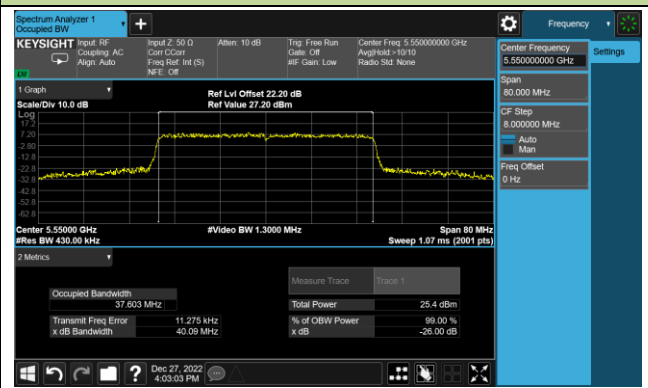 Spectrum Analyzer 1
Occupied BW
Frequency
KEYSIGHT
Input: RF
Coupling: AC
Align: Auto
Input Z: 50 Ω
Corr CCorr
Freq Ref: Int (S)
NFE: Off
Atten: 10 dB
Trig: Free Run
Gate: Off
#IF Gain: Low
Center Freq: 5.550000000 GHz
Avg|Hold:>10/10
Radio Std: None
Center Frequency
5.550000000 GHz
Settings
Span
80.000 MHz
CF Step
8.000000 MHz
Auto
Man
Freq Offset
0 Hz
1 Graph
Scale/Div 10.0 dB
Ref Lvl Offset 22.20 dB
Ref Value 27.20 dBm
Log
17.2
7.20
-2.80
-12.8
-22.8
-32.8
-42.8
-52.8
-62.8
Center 5.55000 GHz
#Res BW 430.00 kHz
#Video BW 1.3000 MHz
Span 80 MHz
Sweep 1.07 ms (2001 pts)
2 Metrics
Measure Trace
Trace 1
Occupied Bandwidth
37.603 MHz
Total Power
25.4 dBm
Transmit Freq Error
11.275 kHz
% of OBW Power
99.00 %
x dB Bandwidth
40.09 MHz
x dB
-26.00 dB
Dec 27, 2022
4:03:03 PM